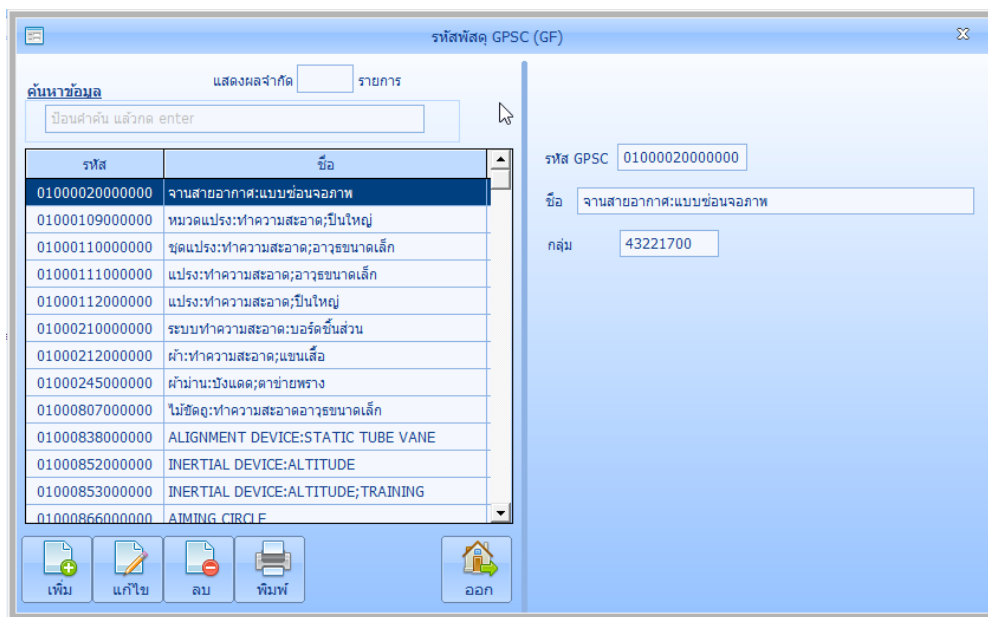 รหัสพัสดุ GPSC (GF)
แสดงผลจำกัด รายการ
ค้นหาข้อมูล
ป้อนคำค้น แล้วกด enter
รหัส ชื่อ
01000020000000 จานสายอากาศ:แบบซ่อนจอภาพ
01000109000000 หมวดแปรง:ทำความสะอาด;ปืนใหญ่
01000110000000 ชุดแปรง:ทำความสะอาด;อาวุธขนาดเล็ก
01000111000000 แปรง:ทำความสะอาด;อาวุธขนาดเล็ก
01000112000000 แปรง:ทำความสะอาด;ปืนใหญ่
01000210000000 ระบบทำความสะอาด:บอร์ดชิ้นส่วน
01000212000000 ผ้า:ทำความสะอาด;แขนเสื้อ
01000245000000 ผ้าม่าน:บังแดด;ตาข่ายพราง
01000807000000 ไม้ขัดถู:ทำความสะอาดอาวุธขนาดเล็ก
01000838000000 ALIGNMENT DEVICE:STATIC TUBE VANE
01000852000000 INERTIAL DEVICE:ALTITUDE
01000853000000 INERTIAL DEVICE:ALTITUDE;TRAINING
01000866000000 AIMING CIRCLE
เพิ่ม แก้ไข ลบ พิมพ์ ออก
รหัส GPSC 01000020000000
ชื่อ จานสายอากาศ:แบบซ่อนจอภาพ
กลุ่ม 43221700